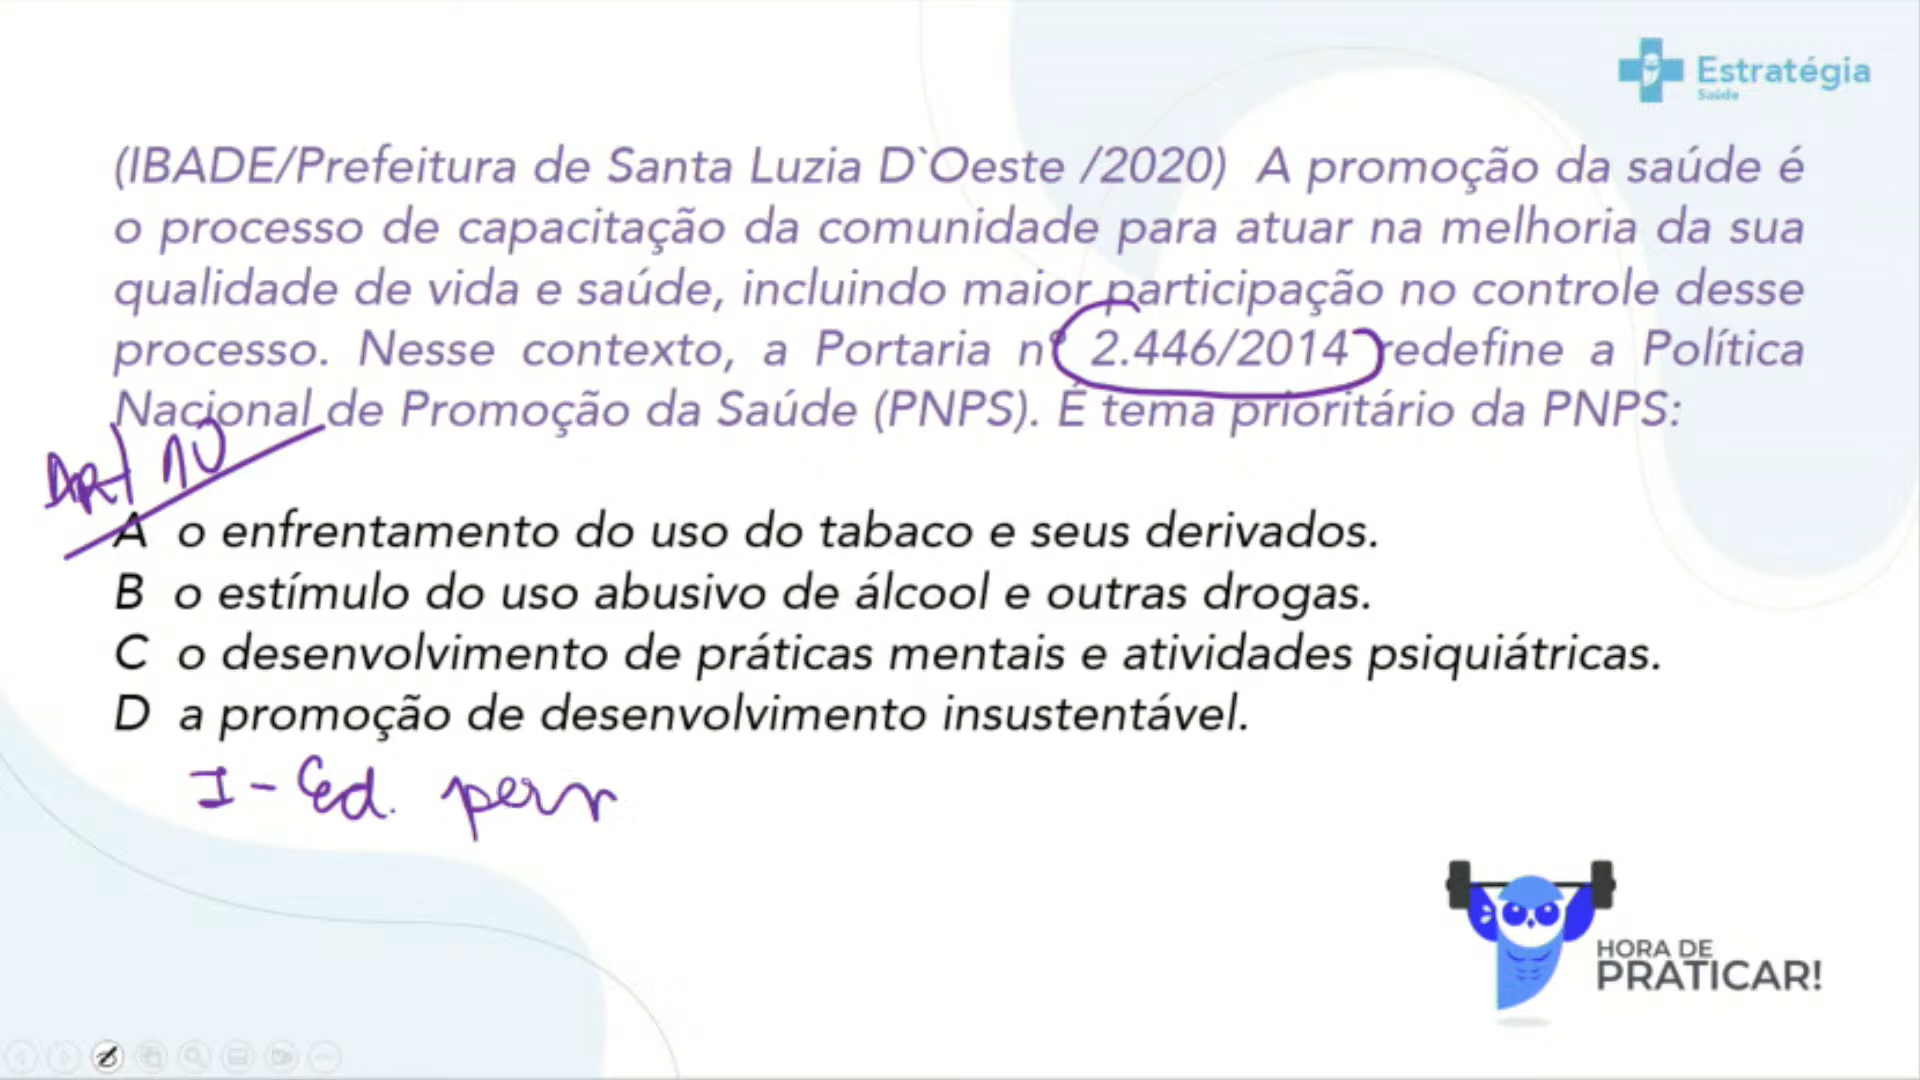 Estratégia
Saúde
(IBADE/Prefeitura de Santa Luzia D`Oeste /2020) A promoção da saúde é
o processo de capacitação da comunidade para atuar na melhoria da sua
qualidade de vida e saúde, incluindo maior participação no controle desse
processo. Nesse contexto, a Portaria nº 2.446/2014 redefine a Política
Nacional de Promoção da Saúde (PNPS). É tema prioritário da PNPS:
ART 10
A o enfrentamento do uso do tabaco e seus derivados.
B o estímulo do uso abusivo de álcool e outras drogas.
C o desenvolvimento de práticas mentais e atividades psiquiátricas.
D a promoção de desenvolvimento insustentável.
I - Ed. perm
HORA DE
PRATICAR!